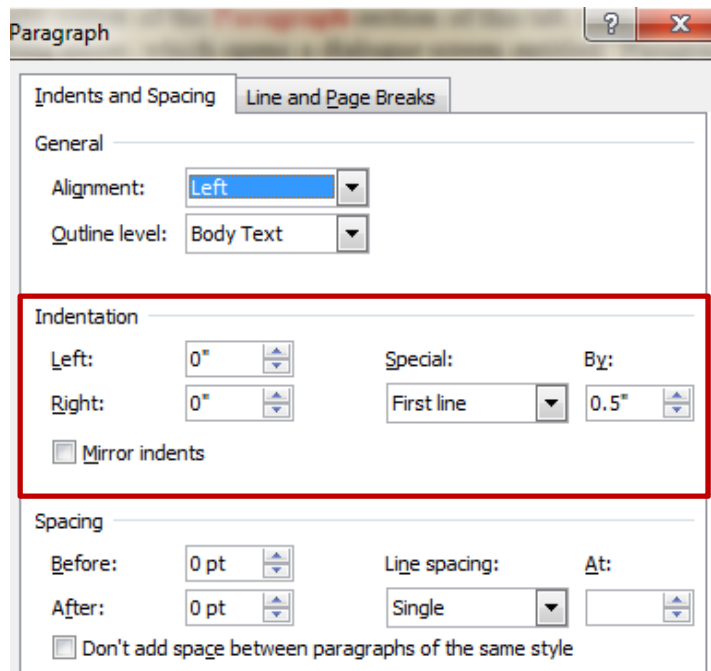 Paragraph
Indents and Spacing Line and Page Breaks
General
Alignment: Left
Outline level: Body Text
Indentation
Left: 0" Special: By:
Right: 0" First line 0.5"
Mirror indents
Spacing
Before: 0 pt Line spacing: At:
After: 0 pt Single
Don't add space between paragraphs of the same style